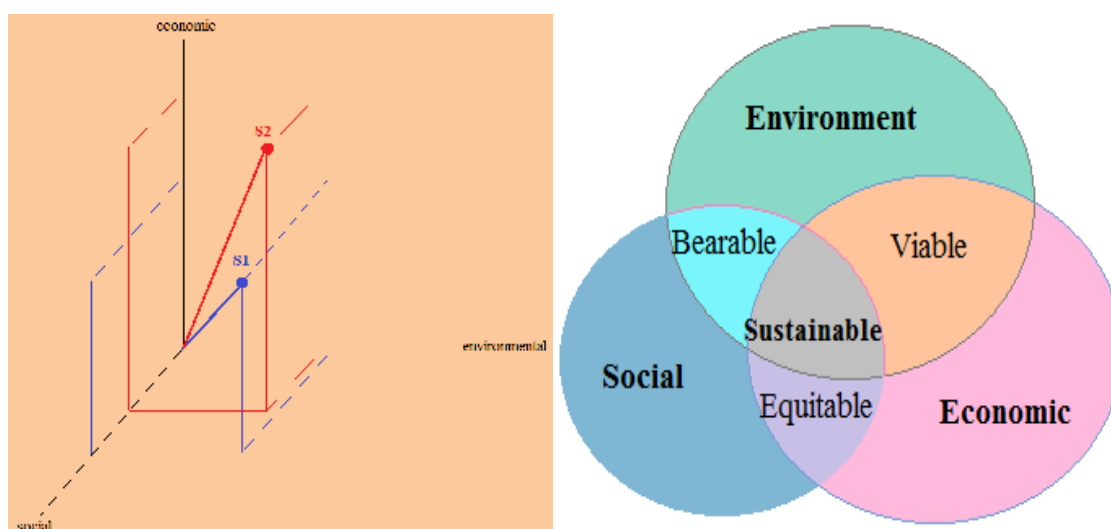 economic
S2
S1
environmental
social
Environment
Bearable
Viable
Sustainable
Social
Equitable
Economic